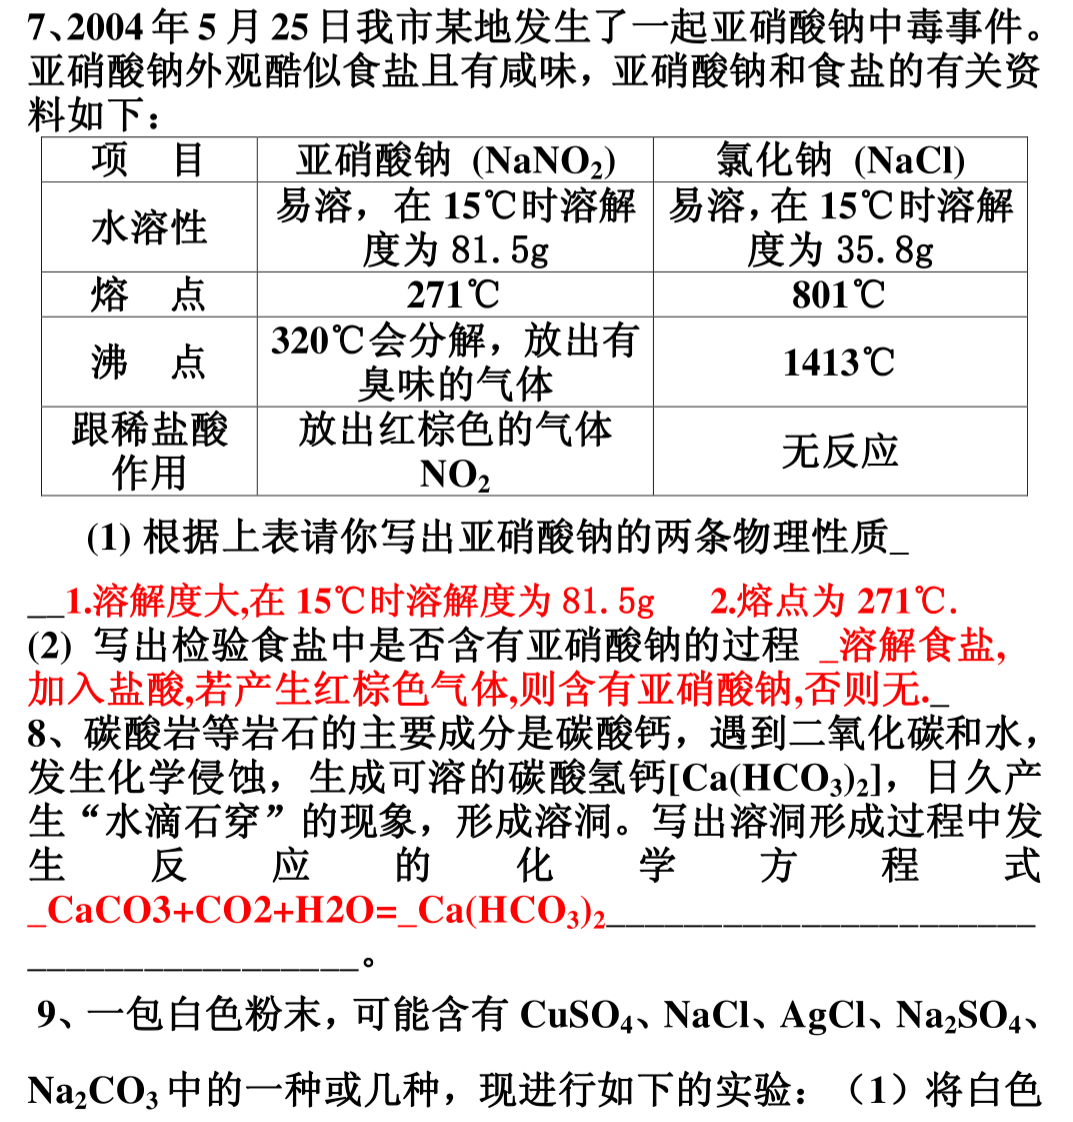 7、2004年5月25日我市某地发生了一起亚硝酸钠中毒事件。
亚硝酸钠外观酷似食盐且有咸味，亚硝酸钠和食盐的有关资
料如下：
项 目 亚硝酸钠 (NaNO₂) 氯化钠 (NaCl)
水溶性 易溶，在 15℃时溶解 易溶，在 15℃时溶解
度为 81.5g 度为 35.8g
熔 点 271℃ 801℃
沸 点 320℃会分解，放出有 1413℃
臭味的气体
跟稀盐酸 放出红棕色的气体 无反应
作用 NO₂
(1) 根据上表请你写出亚硝酸钠的两条物理性质_
__1.溶解度大,在 15℃时溶解度为 81.5g 2.熔点为 271℃.
(2) 写出检验食盐中是否含有亚硝酸钠的过程 _溶解食盐,
加入盐酸,若产生红棕色气体,则含有亚硝酸钠,否则无._
8、碳酸岩等岩石的主要成分是碳酸钙，遇到二氧化碳和水，
发生化学侵蚀，生成可溶的碳酸氢钙[Ca(HCO₃)₂]，日久产
生“水滴石穿”的现象，形成溶洞。写出溶洞形成过程中发
生 反 应 的 化 学 方 程 式
_CaCO3+CO2+H2O=_Ca(HCO₃)₂______________________
_________________。
9、一包白色粉末，可能含有 CuSO₄、NaCl、AgCl、Na₂SO₄、
Na₂CO₃中的一种或几种，现进行如下的实验：（1）将白色